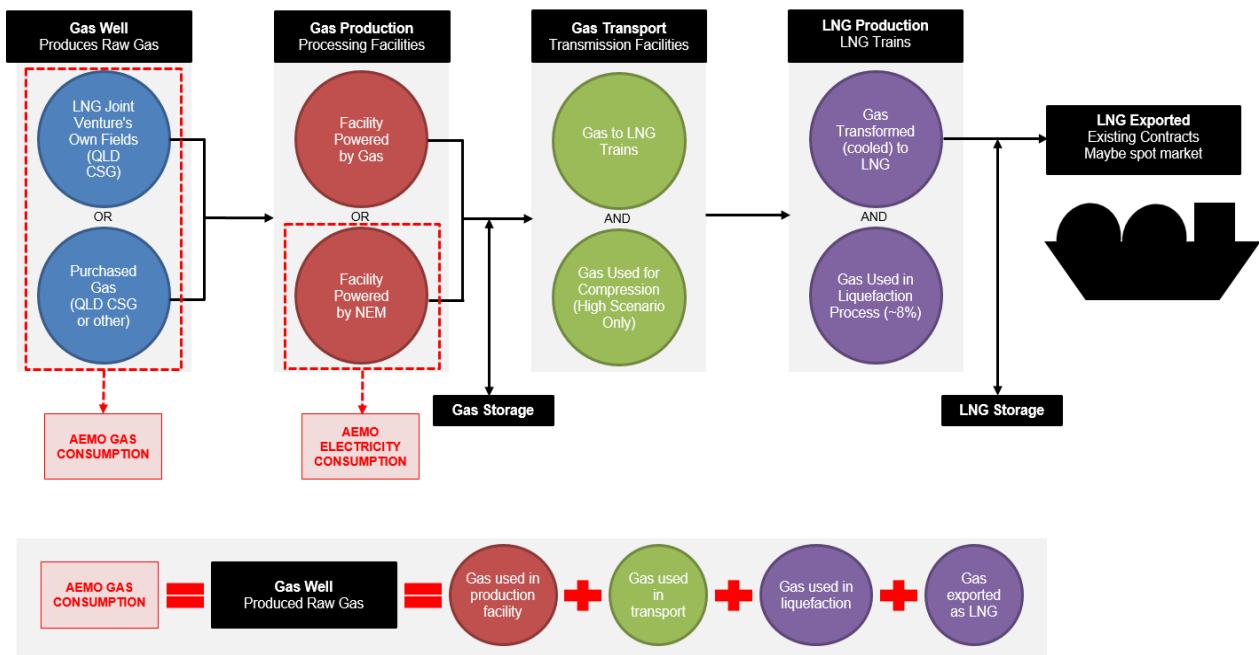 Gas Well
Produces Raw Gas
Gas Production
Processing Facilities
Gas Transport
Transmission Facilities
LNG Production
LNG Trains
LNG Joint
Venture's
Own Fields
(QLD
CSG)
OR
Purchased
Gas
(QLD CSG
or other)
Facility
Powered
by Gas
OR
Facility
Powered
by NEM
Gas to LNG
Trains
AND
Gas Used for
Compression
(High Scenario
Only)
Gas
Transformed
(cooled) to
LNG
AND
Gas Used in
Liquefaction
Process (~8%)
LNG Exported
Existing Contracts
Maybe spot market
AEMO GAS
CONSUMPTION
AEMO
ELECTRICITY
CONSUMPTION
Gas Storage
LNG Storage
AEMO GAS
CONSUMPTION
Gas Well
Produced Raw Gas
Gas used in
production
facility
Gas used
in
transport
Gas used in
liquefaction
Gas
exported
as LNG